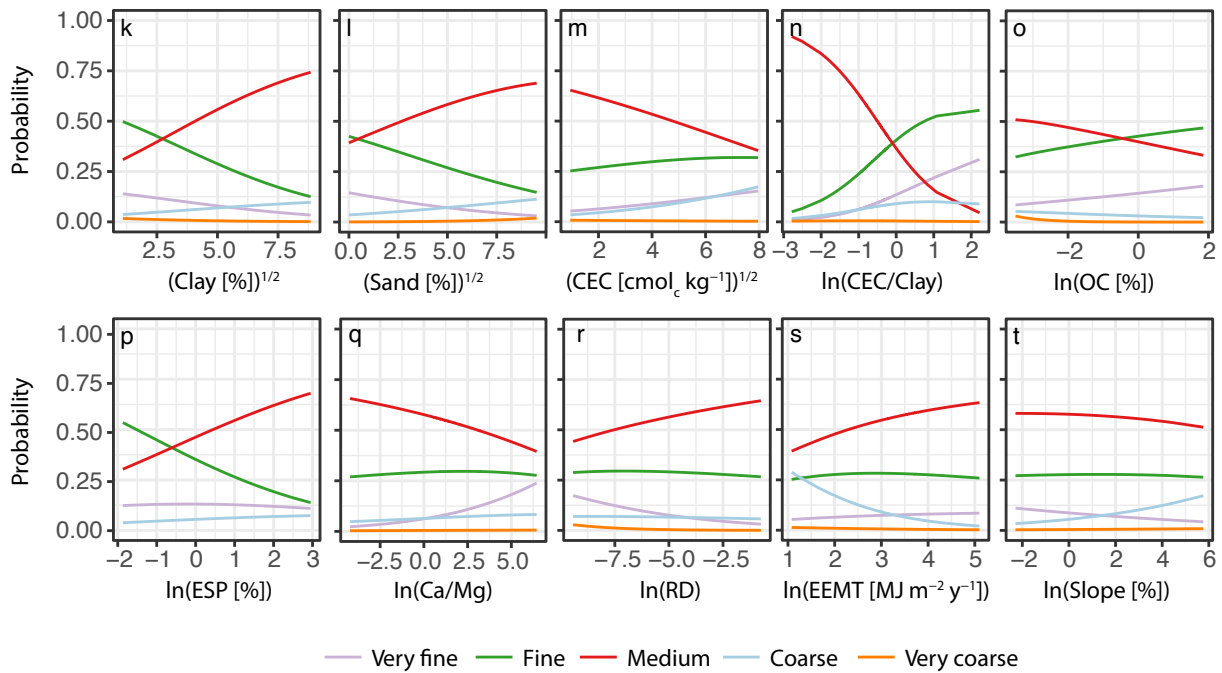 Probability
1.00
0.75
0.50
0.25
0.00
k
2.5 5.0 7.5
(Clay [%])1/2
l
0.0 2.5 5.0 7.5
(Sand [%])1/2
m
2 4 6 8
(CEC [cmolc kg−1])1/2
n
−3 −2 −1 0 1 2
ln(CEC/Clay)
o
−2 0 2
ln(OC [%])
Probability
1.00
0.75
0.50
0.25
0.00
p
−2 −1 0 1 2 3
ln(ESP [%])
q
−2.5 0.0 2.5 5.0
ln(Ca/Mg)
r
−7.5 −5.0 −2.5
ln(RD)
s
1 2 3 4 5
ln(EEMT [MJ m−2 y−1])
t
−2 0 2 4 6
ln(Slope [%])
Very fine Fine Medium Coarse Very coarse